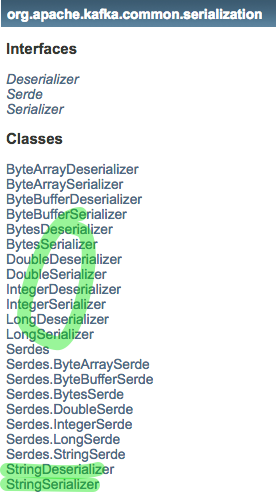 org.apache.kafka.common.serialization
Interfaces
Deserializer
Serde
Serializer
Classes
ByteArrayDeserializer
ByteArraySerializer
ByteBufferDeserializer
ByteBufferSerializer
BytesDeserializer
BytesSerializer
DoubleDeserializer
DoubleSerializer
IntegerDeserializer
IntegerSerializer
LongDeserializer
LongSerializer
Serdes
Serdes.ByteArraySerde
Serdes.ByteBufferSerde
Serdes.BytesSerde
Serdes.DoubleSerde
Serdes.IntegerSerde
Serdes.LongSerde
Serdes.StringSerde
StringDeserializer
StringSerializer